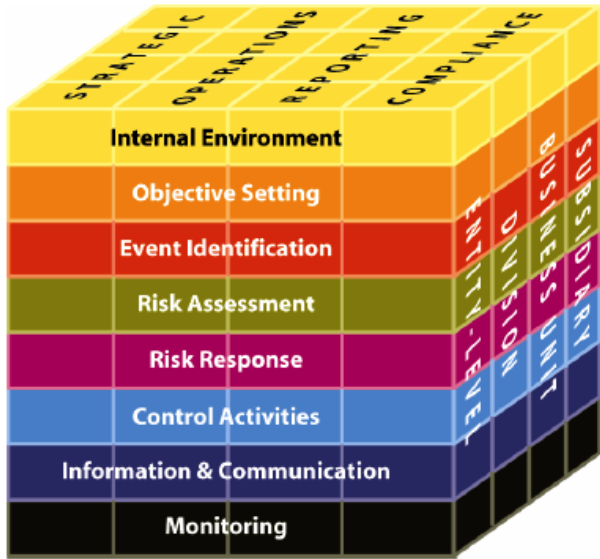 STRATEGIC
OPERATIONS
REPORTING
COMPLIANCE
Internal Environment
Objective Setting
Event Identification
Risk Assessment
Risk Response
Control Activities
Information & Communication
Monitoring
ENTITY-LEVEL
DIVISION
BUSINESS UNIT
SUBSIDIARY